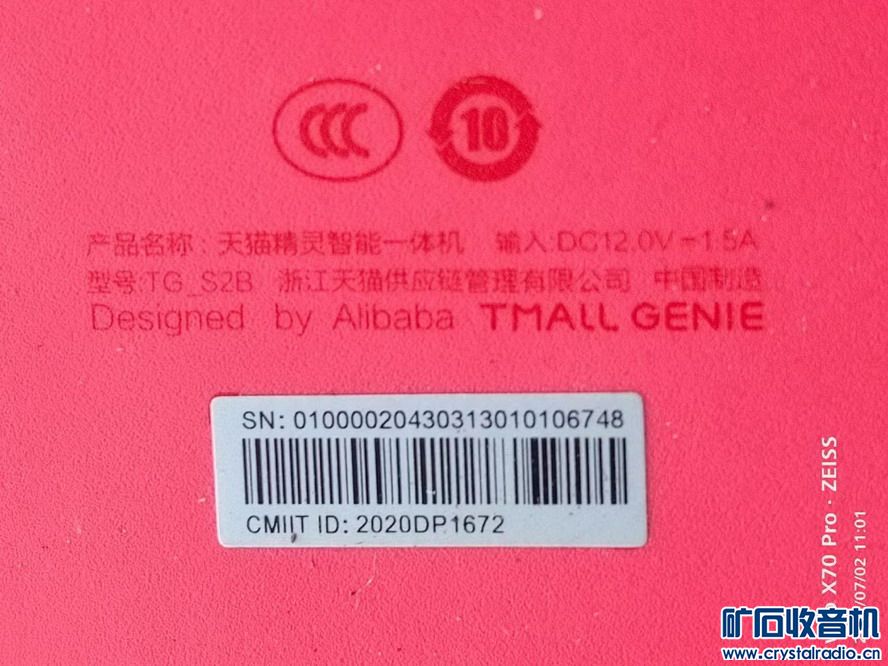 10
产品名称：天猫精灵智能一体机 输入:DC12.0V⎓1.5A
型号:TG_S2B 浙江天猫供应链管理有限公司 中国制造
Designed by Alibaba TMALL GENIE
SN: 01000020430313010106748
CMIIT ID: 2020DP1672
X70 Pro · ZEISS
/07/02 11:01
矿石收音机
www.crystalradio.cn